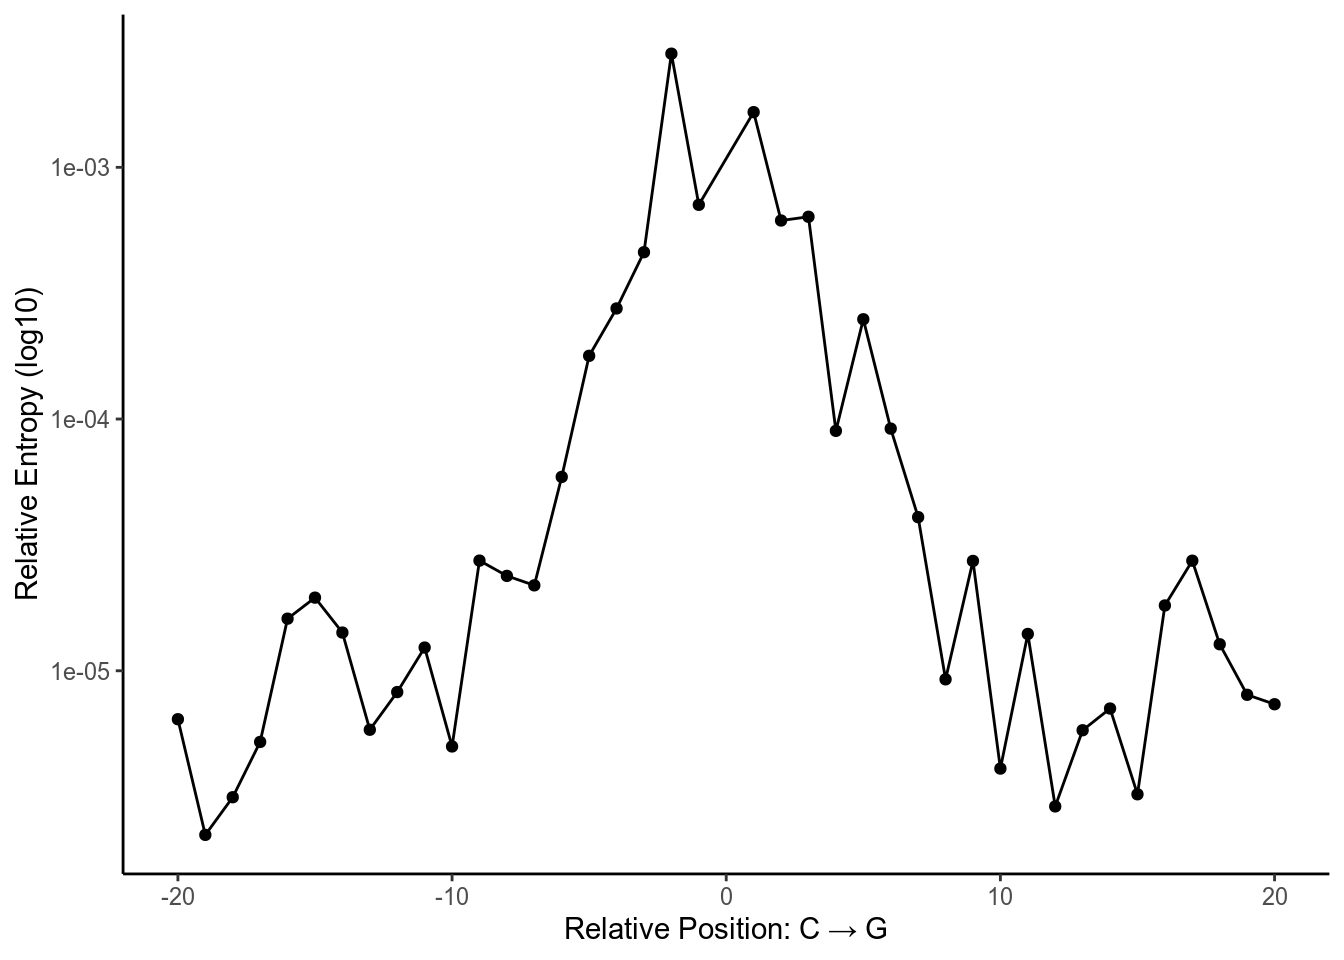 Relative Entropy (log10)
1e-03
1e-04
1e-05
-20
-10
0
10
20
Relative Position: C → G